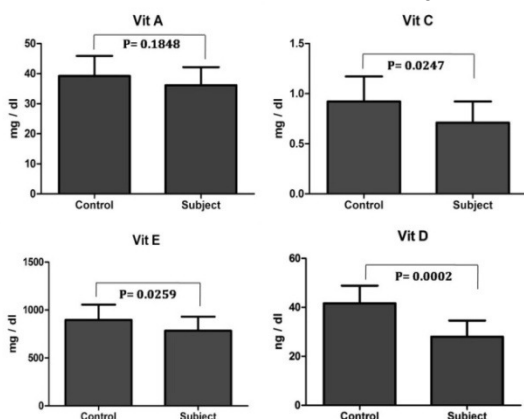 Vit A
50
40
30
20
10
0
mg / dl
P= 0.1848
Control Subject
Vit C
1.5
1.0
0.5
0.0
mg / dl
P= 0.0247
Control Subject
Vit E
1500
1000
500
0
mg / dl
P= 0.0259
Control Subject
Vit D
60
40
20
0
ng / dl
P= 0.0002
Control Subject